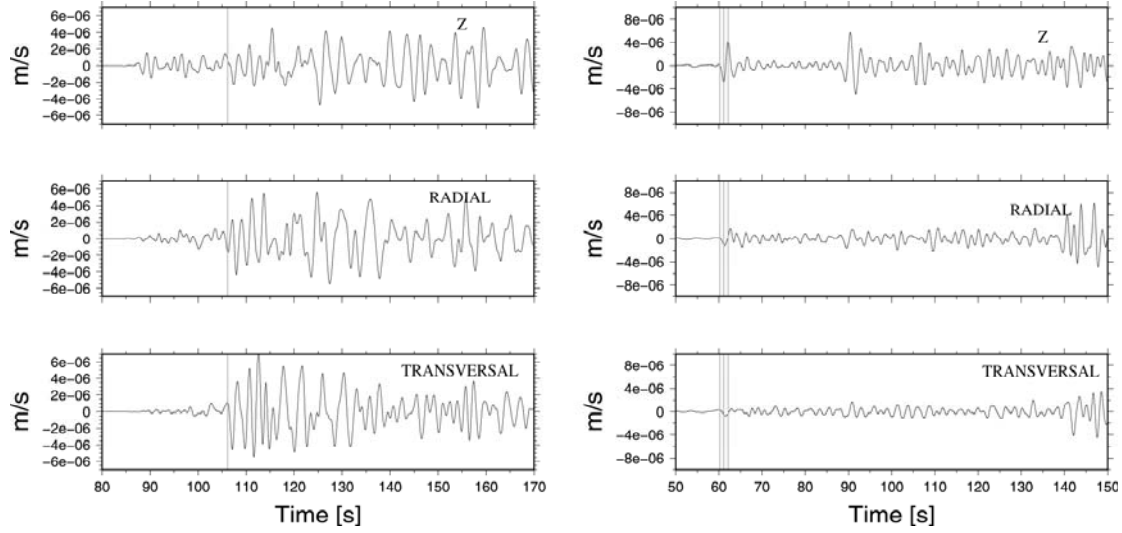 6e−06
4e−06
2e−06
0
−2e−06
−4e−06
−6e−06
m/s
Z
6e−06
4e−06
2e−06
0
−2e−06
−4e−06
−6e−06
m/s
RADIAL
6e−06
4e−06
2e−06
0
−2e−06
−4e−06
−6e−06
m/s
TRANSVERSAL
80 90 100 110 120 130 140 150 160 170
Time [s]
8e−06
4e−06
0
−4e−06
−8e−06
m/s
Z
8e−06
4e−06
0
−4e−06
−8e−06
m/s
RADIAL
8e−06
4e−06
0
−4e−06
−8e−06
m/s
TRANSVERSAL
50 60 70 80 90 100 110 120 130 140 150
Time [s]